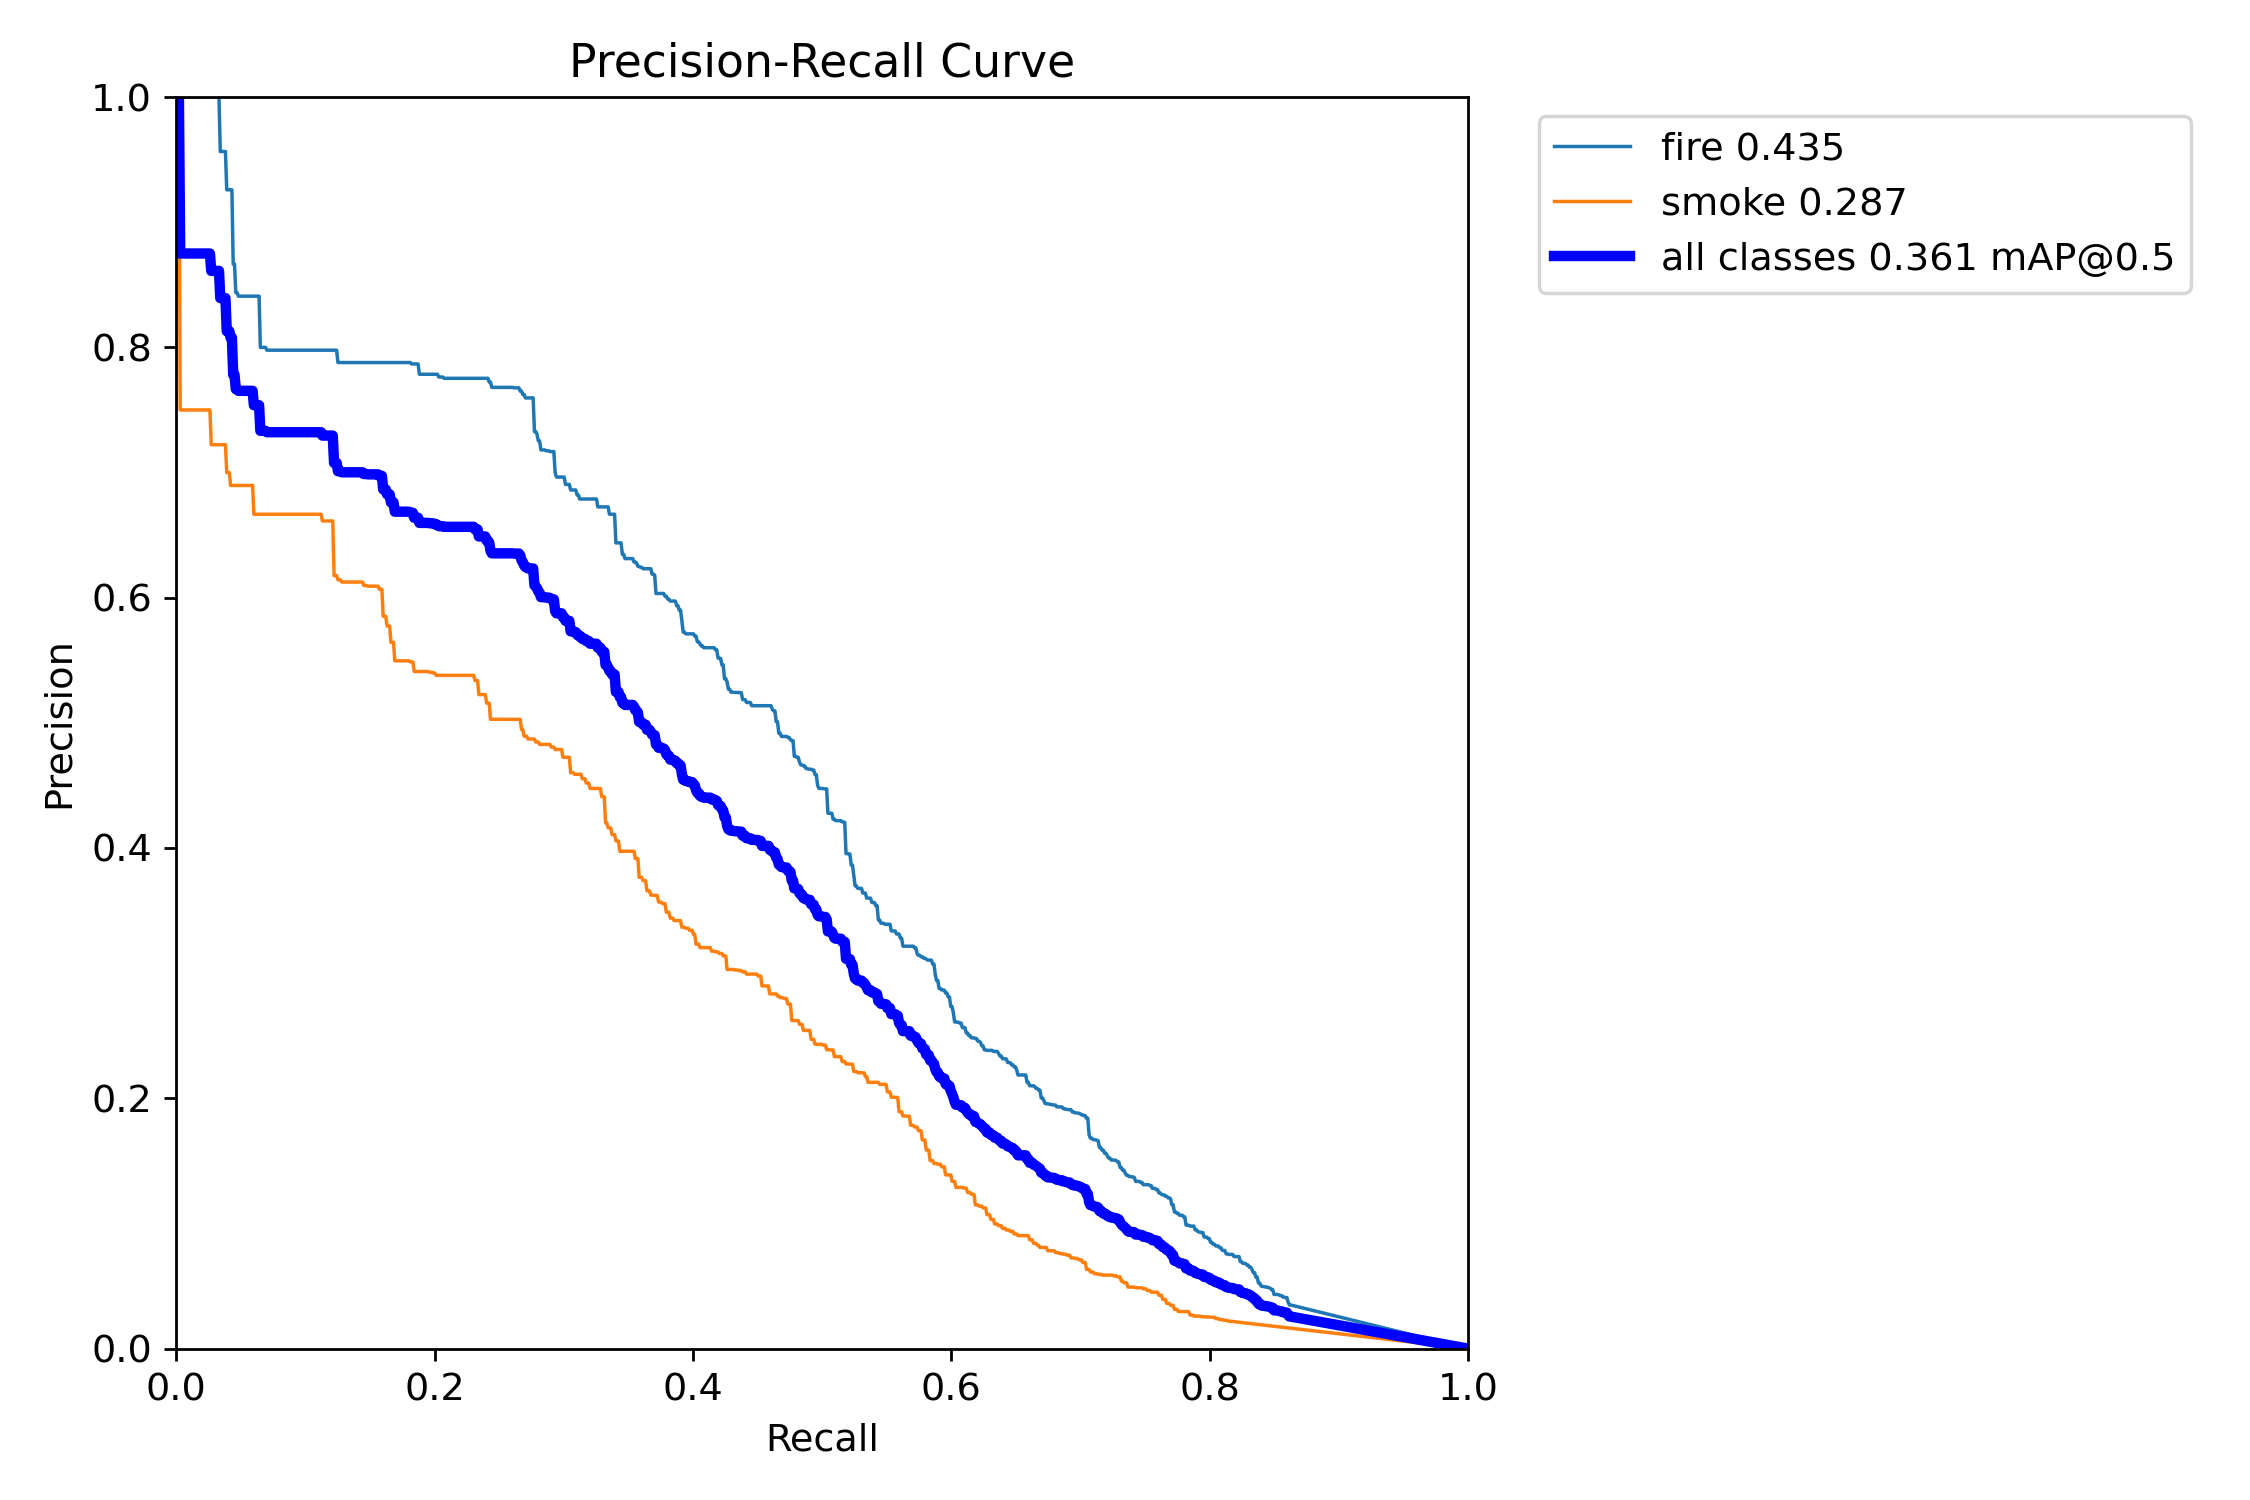 Precision-Recall Curve
fire 0.435
smoke 0.287
all classes 0.361 mAP@0.5
Precision
1.0
0.8
0.6
0.4
0.2
0.0
0.0 0.2 0.4 0.6 0.8 1.0
Recall